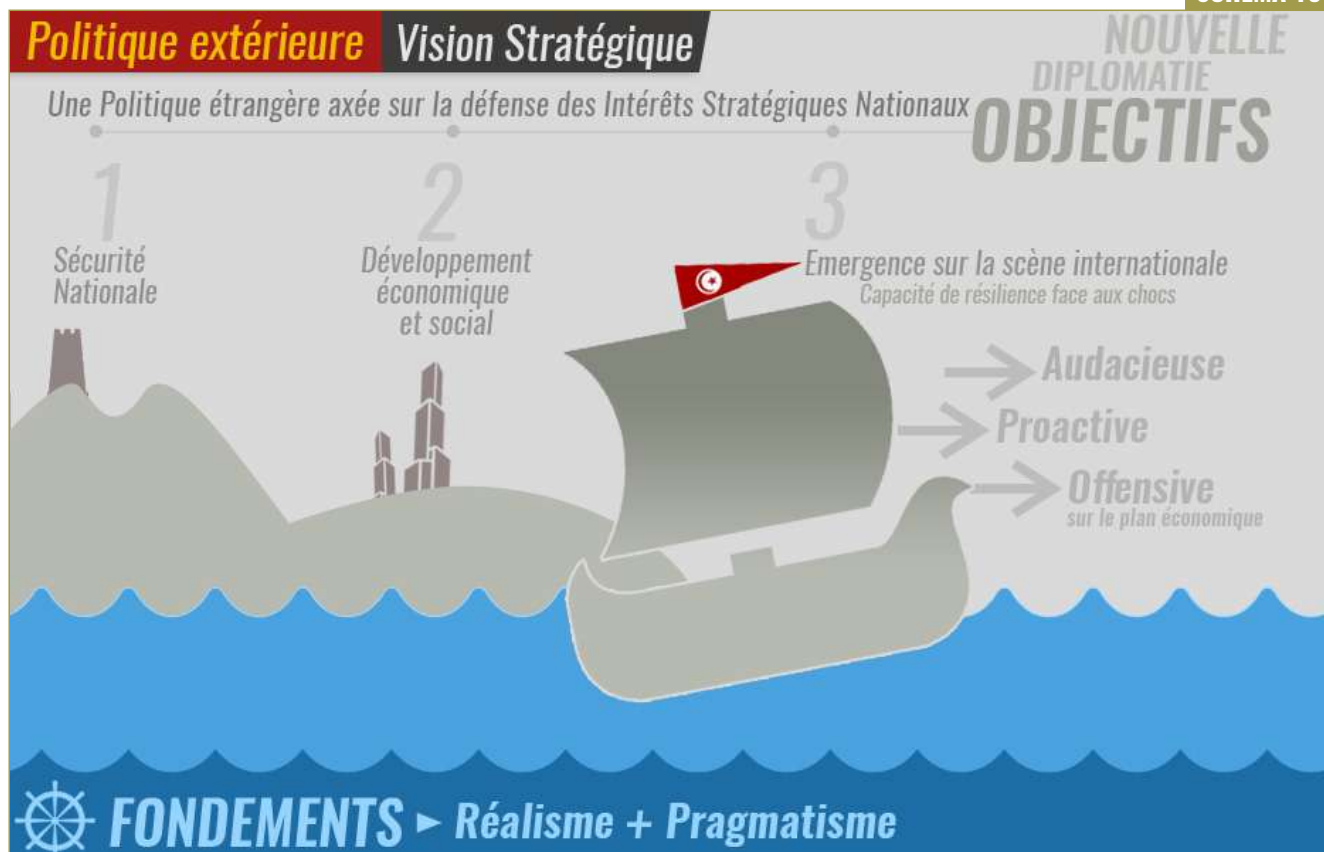 Politique extérieure Vision Stratégique
NOUVELLE
DIPLOMATIE
OBJECTIFS
Une Politique étrangère axée sur la défense des Intérêts Stratégiques Nationaux
1
Sécurité
Nationale
2
Développement
économique
et social
3
Emergence sur la scène internationale
Capacité de résilience face aux chocs
Audacieuse
Proactive
Offensive
sur le plan économique
FONDEMENTS ► Réalisme + Pragmatisme